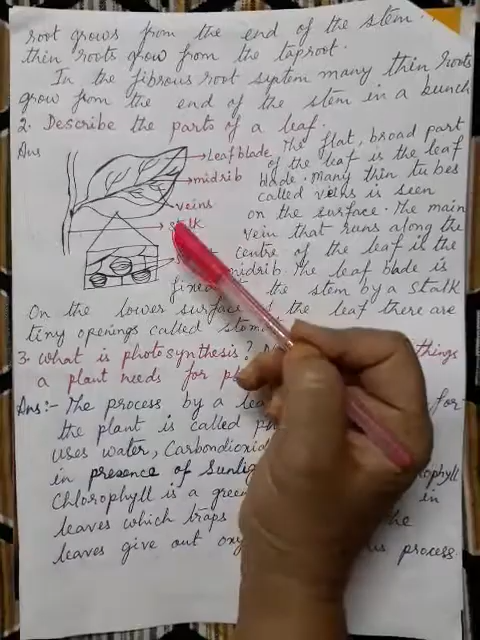 root grows from the end of the stem.
thin roots grow from the taproot.
In the fibrous root system many thin roots
grow from the end of the stem in a bunch
2. Describe the parts of a leaf.
Ans
Leaf blade
midrib
veins
stalk
The flat, broad part
of the leaf is the leaf
blade. Many thin tubes
called veins is seen
on the surface. The main
vein that runs along the
centre of the leaf is the
midrib. The leaf blade is
fixed the stem by a stalk
On the lower surface the leaf there are
tiny openings called
3. What is photosynthesis? things
a plant needs for
Ans:- The process by a for
the plant is called
uses water, Carbondioxid
in presence of Sunlig
Chlorophyll is a green in
leaves which traps the
leaves give out process.